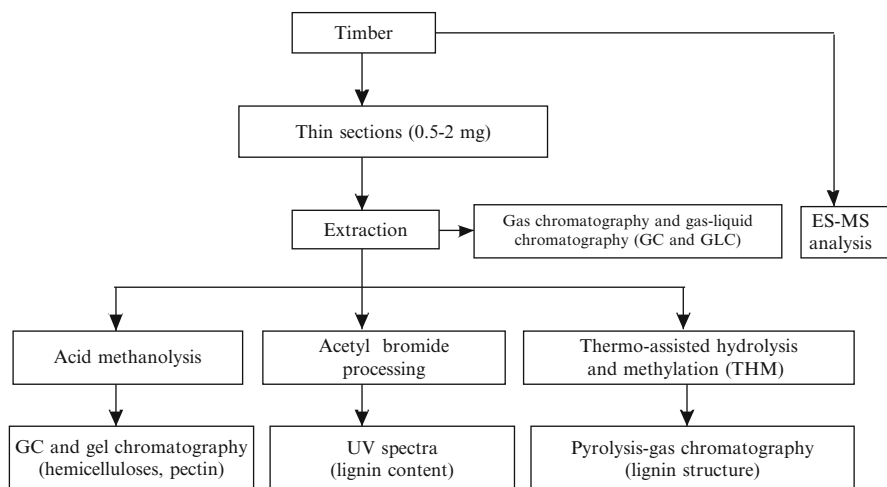 Timber
Thin sections (0.5-2 mg)
Extraction
Gas chromatography and gas-liquid
chromatography (GC and GLC)
ES-MS
analysis
Acid methanolysis
Acetyl bromide
processing
Thermo-assisted hydrolysis
and methylation (THM)
GC and gel chromatography
(hemicelluloses, pectin)
UV spectra
(lignin content)
Pyrolysis-gas chromatography
(lignin structure)